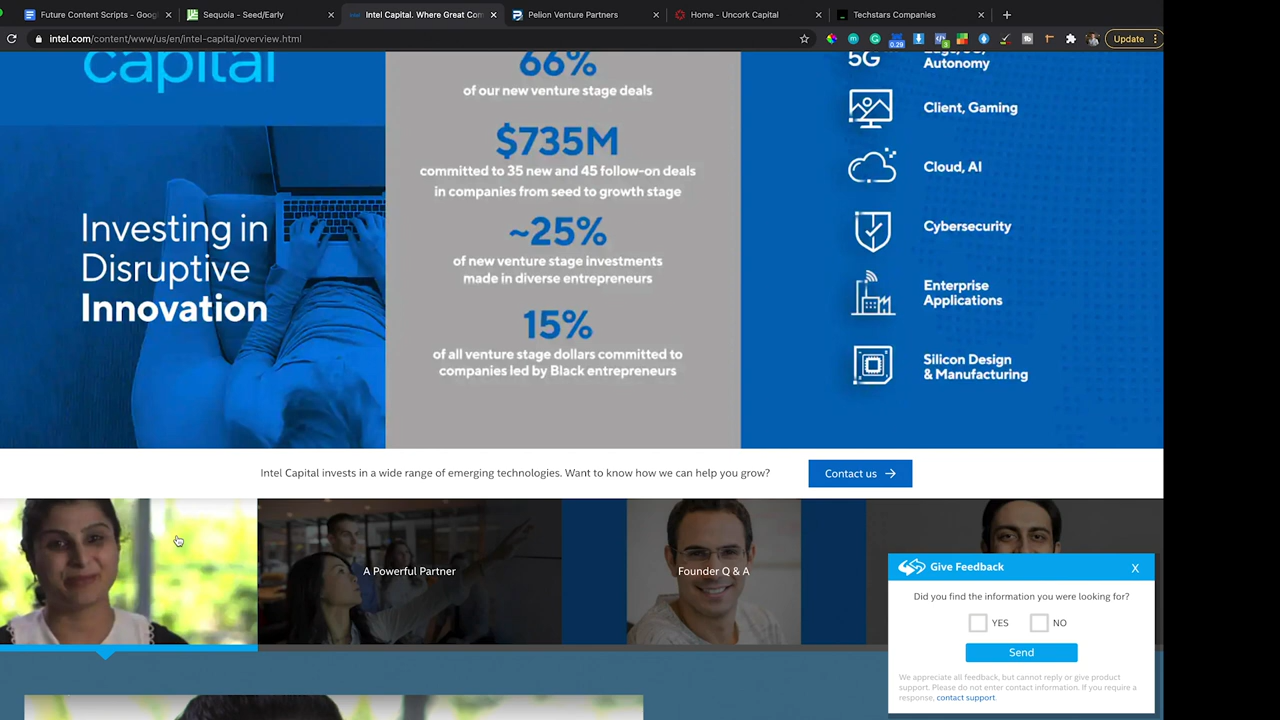 Future Content Scripts - Goog
Sequoia - Seed/Early
Intel Capital. Where Great Com
Pelion Venture Partners
Home - Uncork Capital
Techstars Companies
intel.com/content/www/us/en/intel-capital/overview.html
0.29
3
Update
capital
Investing in
Disruptive
Innovation
66%
of our new venture stage deals
$735M
committed to 35 new and 45 follow-on deals
in companies from seed to growth stage
~25%
of new venture stage investments
made in diverse entrepreneurs
15%
of all venture stage dollars committed to
companies led by Black entrepreneurs
5G
Autonomy
Client, Gaming
Cloud, AI
Cybersecurity
Enterprise
Applications
Silicon Design
& Manufacturing
Intel Capital invests in a wide range of emerging technologies. Want to know how we can help you grow?
Contact us
A Powerful Partner
Founder Q & A
Give Feedback
X
Did you find the information you were looking for?
YES
NO
Send
We appreciate all feedback, but cannot reply or give product
support. Please do not enter contact information. If you require a
response, contact support.